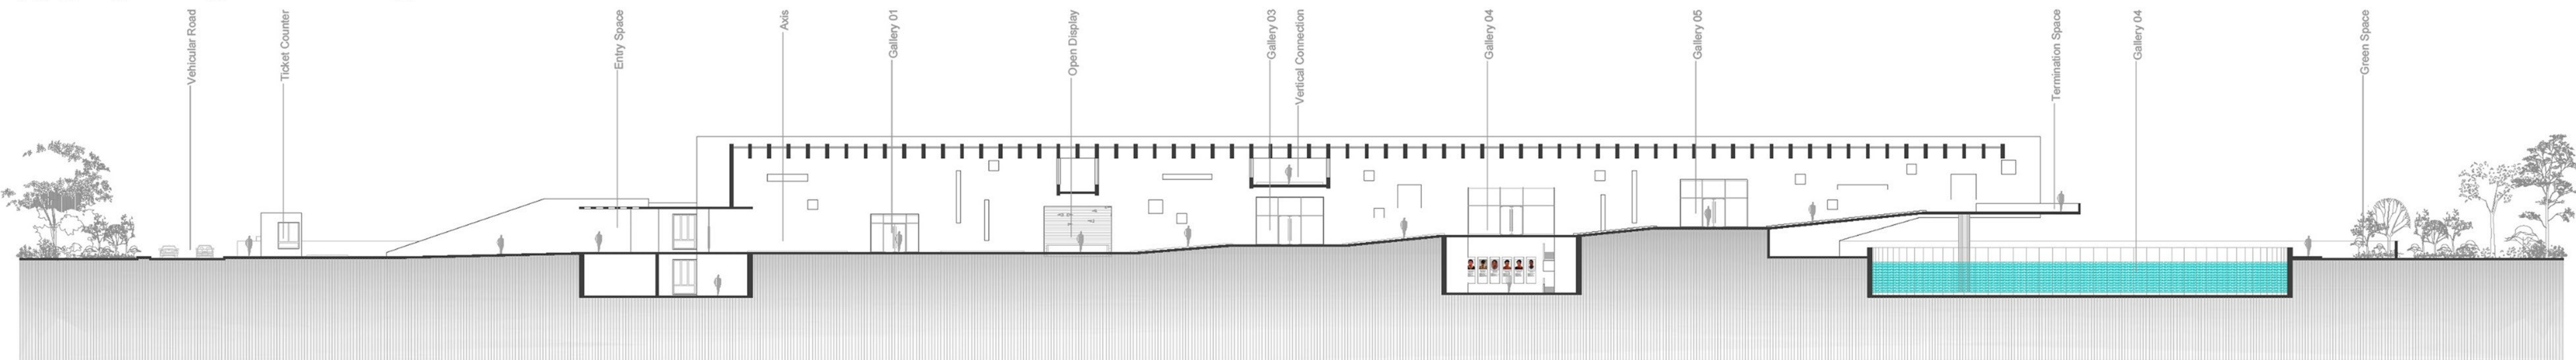 Vehicular Road
Ticket Counter
Entry Space
Axis
Gallery 01
Open Display
Gallery 03
Vertical Connection
Gallery 04
Gallery 05
Termination Space
Gallery 04
Green Space